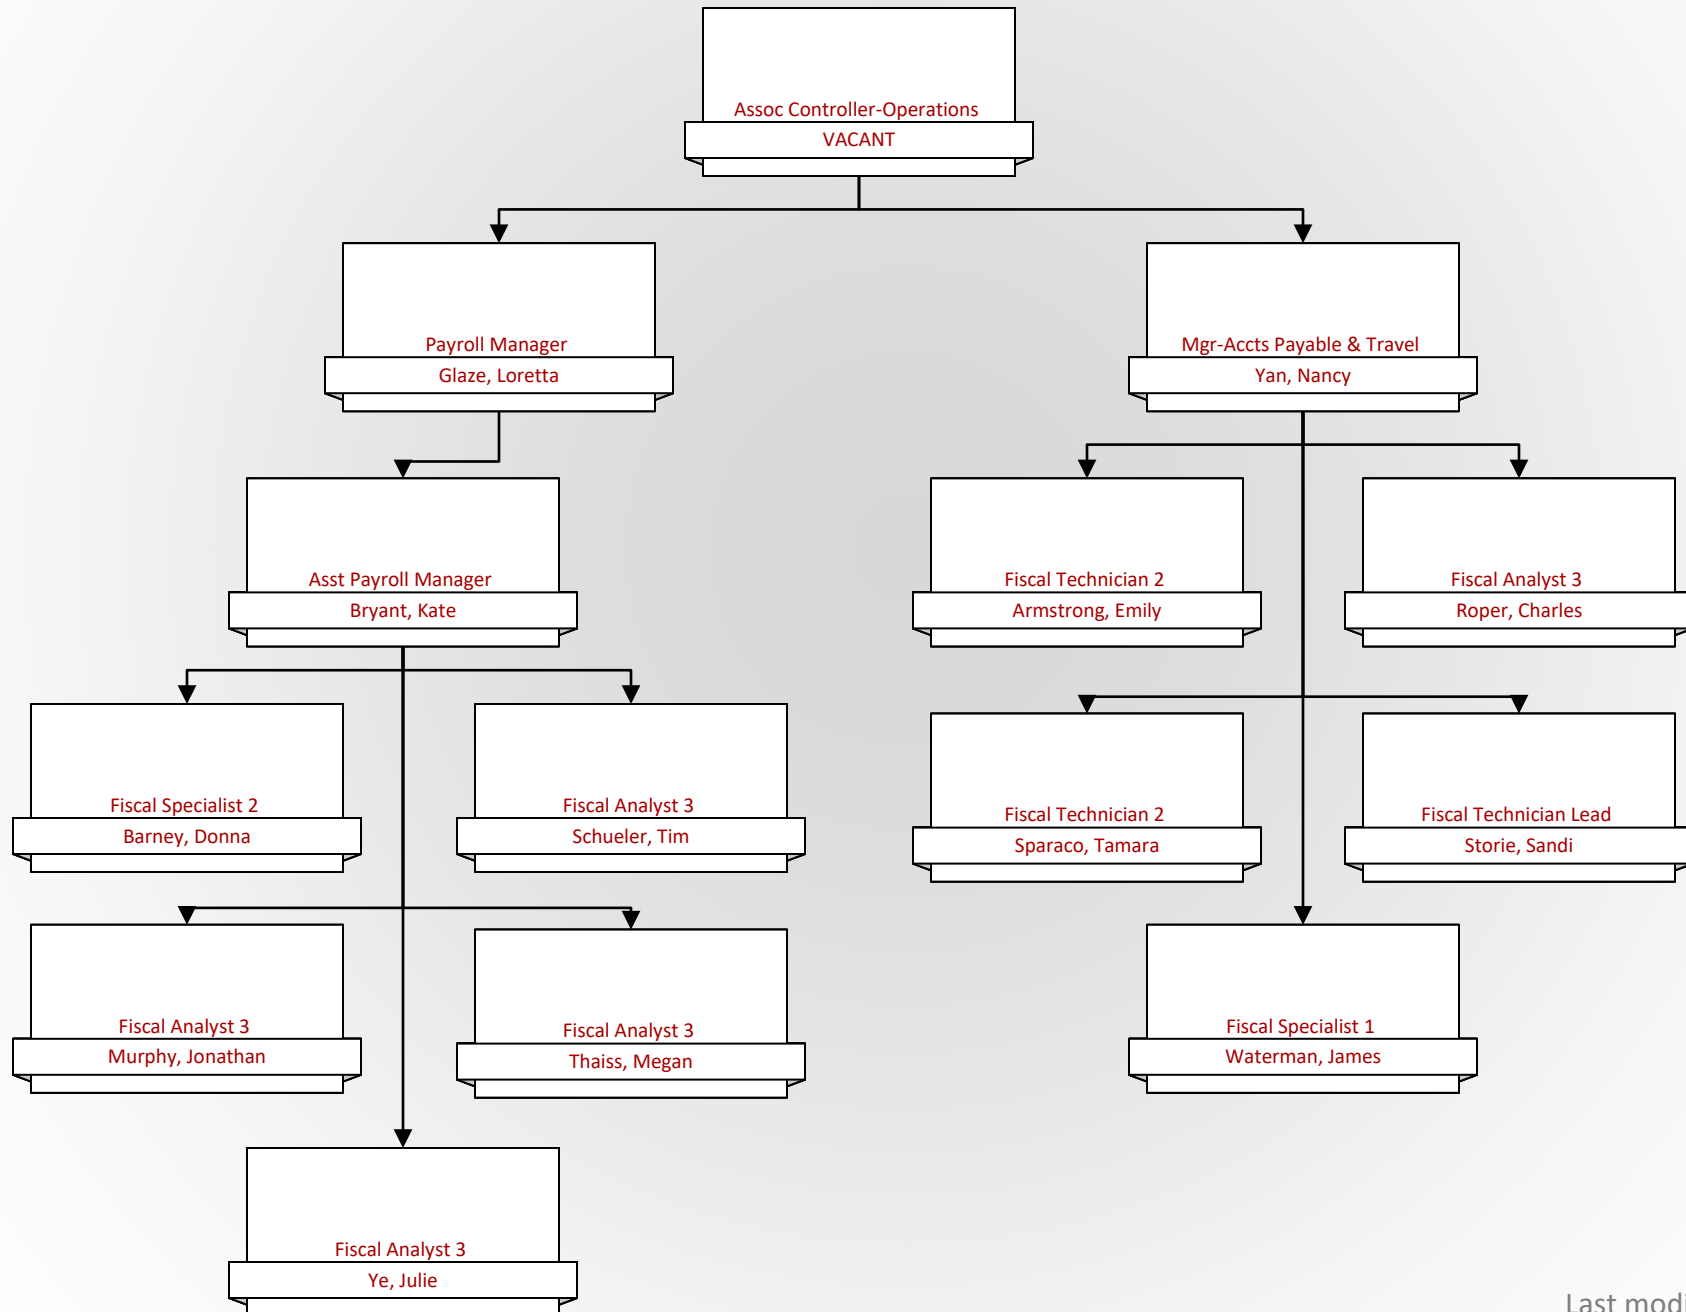 Assoc Controller-Operations
VACANT
Payroll Manager
Glaze, Loretta
Mgr-Accts Payable & Travel
Yan, Nancy
Asst Payroll Manager
Bryant, Kate
Fiscal Technician 2
Armstrong, Emily
Fiscal Analyst 3
Roper, Charles
Fiscal Specialist 2
Barney, Donna
Fiscal Analyst 3
Schueler, Tim
Fiscal Technician 2
Sparaco, Tamara
Fiscal Technician Lead
Storie, Sandi
Fiscal Analyst 3
Murphy, Jonathan
Fiscal Analyst 3
Thaiss, Megan
Fiscal Specialist 1
Waterman, James
Fiscal Analyst 3
Ye, Julie
Last